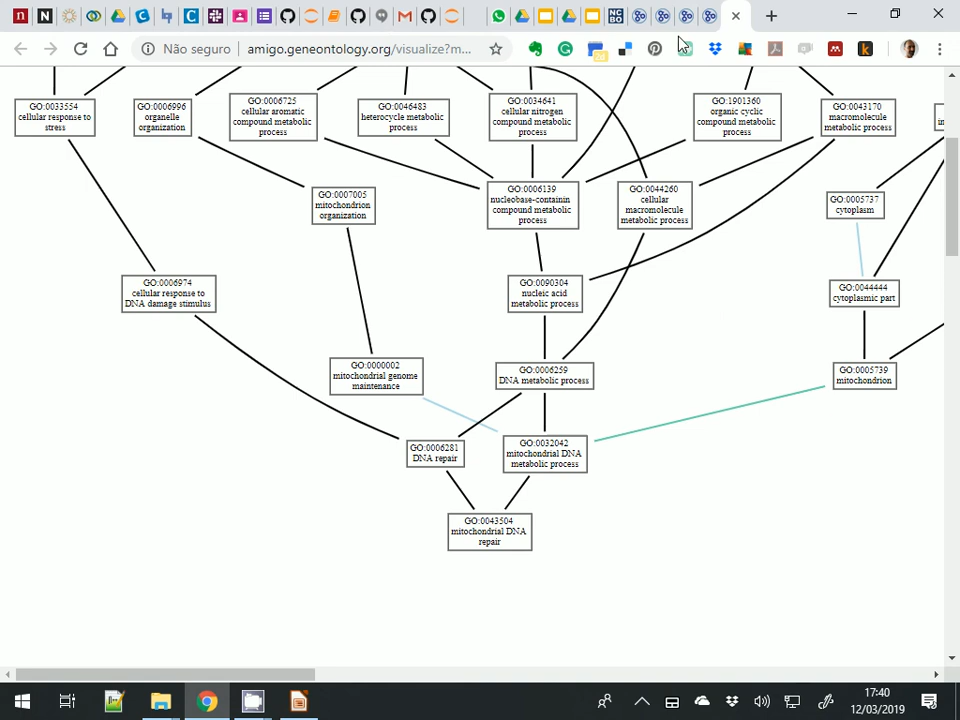 Não seguro
amigo.geneontology.org/visualize?m...
GO:0033554
cellular response to
stress
GO:0006996
organelle
organization
GO:0006725
cellular aromatic
compound metabolic
process
GO:0046483
heterocycle metabolic
process
GO:0034641
cellular nitrogen
compound metabolic
process
GO:1901360
organic cyclic
compound metabolic
process
GO:0043170
macromolecule
metabolic process
GO:0007005
mitochondrion
organization
GO:0006139
nucleobase-containin
compound metabolic
process
GO:0044260
cellular
macromolecule
metabolic process
GO:0005737
cytoplasm
GO:0006974
cellular response to
DNA damage stimulus
GO:0090304
nucleic acid
metabolic process
GO:0044444
cytoplasmic part
GO:0000002
mitochondrial genome
maintenance
GO:0006259
DNA metabolic process
GO:0005739
mitochondrion
GO:0006281
DNA repair
GO:0032042
mitochondrial DNA
metabolic process
GO:0043504
mitochondrial DNA
repair
17:40
12/03/2019